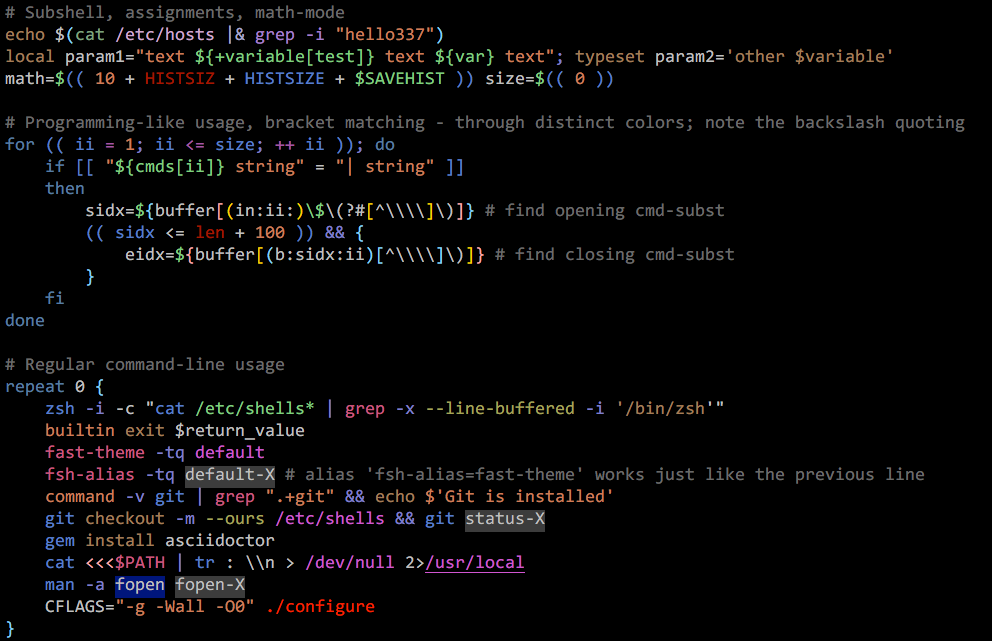 # Subshell, assignments, math-mode
echo $(cat /etc/hosts |& grep -i "hello337")
local param1="text ${+variable[test]} text ${var} text"; typeset param2='other $variable'
math=$(( 10 + HISTSIZ + HISTSIZE + $SAVEHIST )) size=$(( 0 ))

# Programming-like usage, bracket matching - through distinct colors; note the backslash quoting
for (( ii = 1; ii <= size; ++ ii )); do
    if [[ "${cmds[ii]} string" = "| string" ]]
    then
        sidx=${buffer[(in:ii:)\$\(?#[^\\\\]\)]} # find opening cmd-subst
        (( sidx <= len + 100 )) && {
            eidx=${buffer[(b:sidx:ii)[^\\\\]\)]} # find closing cmd-subst
        }
    fi
done

# Regular command-line usage
repeat 0 {
    zsh -i -c "cat /etc/shells* | grep -x --line-buffered -i '/bin/zsh'"
    builtin exit $return_value
    fast-theme -tq default
    fsh-alias -tq default-X # alias 'fsh-alias=fast-theme' works just like the previous line
    command -v git | grep ".+git" && echo $'Git is installed'
    git checkout -m --ours /etc/shells && git status-X
    gem install asciidoctor
    cat <<<$PATH | tr : \\n > /dev/null 2>/usr/local
    man -a fopen fopen-X
    CFLAGS="-g -Wall -O0" ./configure
}